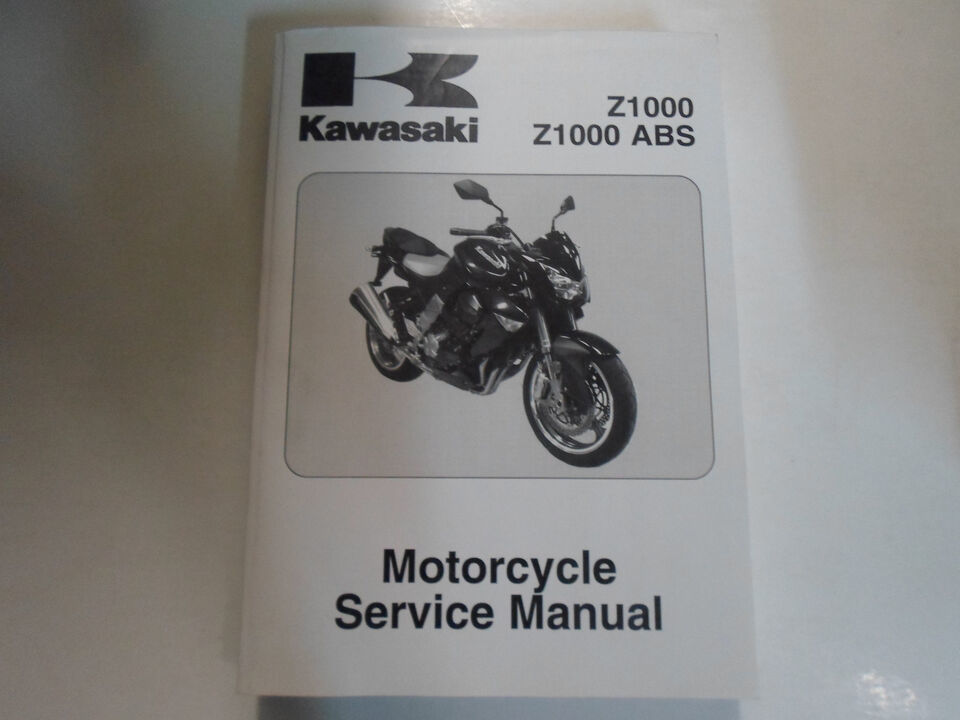 Kawasaki
Z1000
Z1000 ABS
Motorcycle
Service Manual